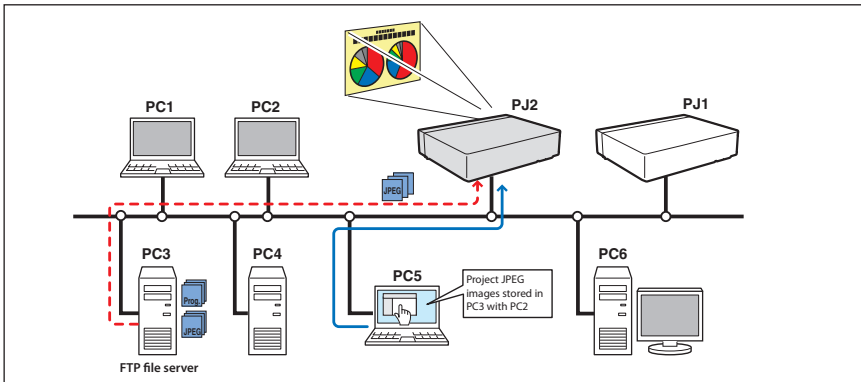 PC1
PC2
PJ2
PJ1
JPEG
PC3
PC4
PC5
PC6
Prog.
JPEG
Project JPEG
images stored in
PC3 with PC2
FTP file server